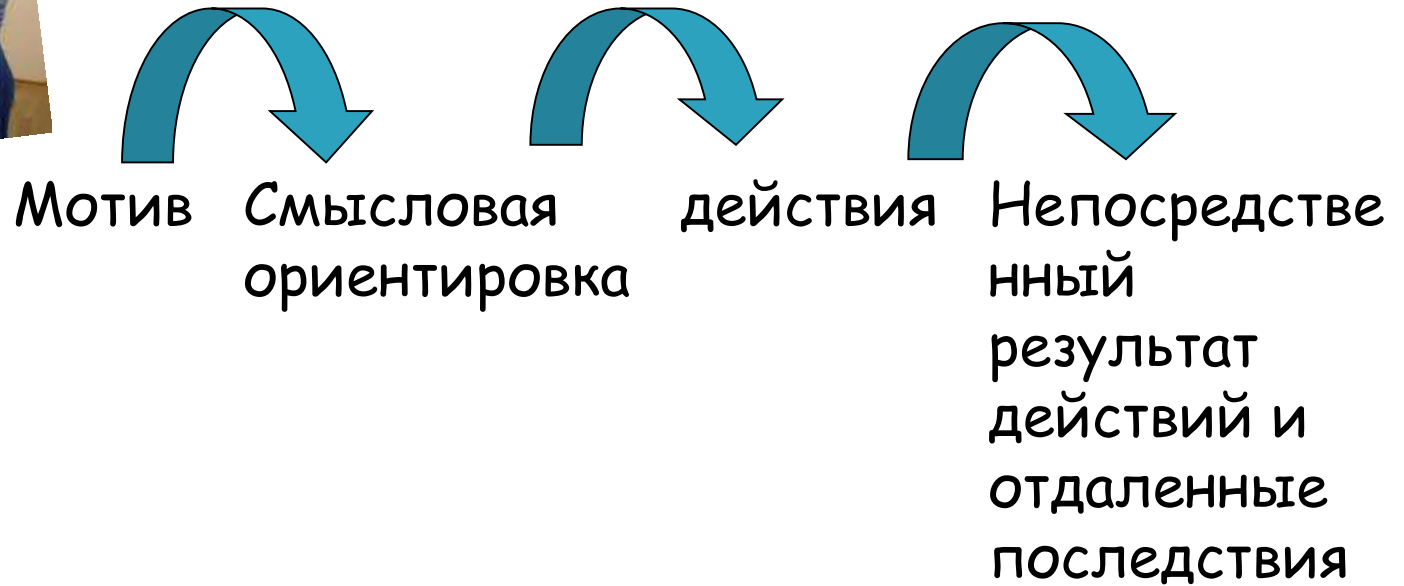 Мотив
Смысловая
ориентировка
действия
Непосредстве
нный
результат
действий и
отдаленные
последствия